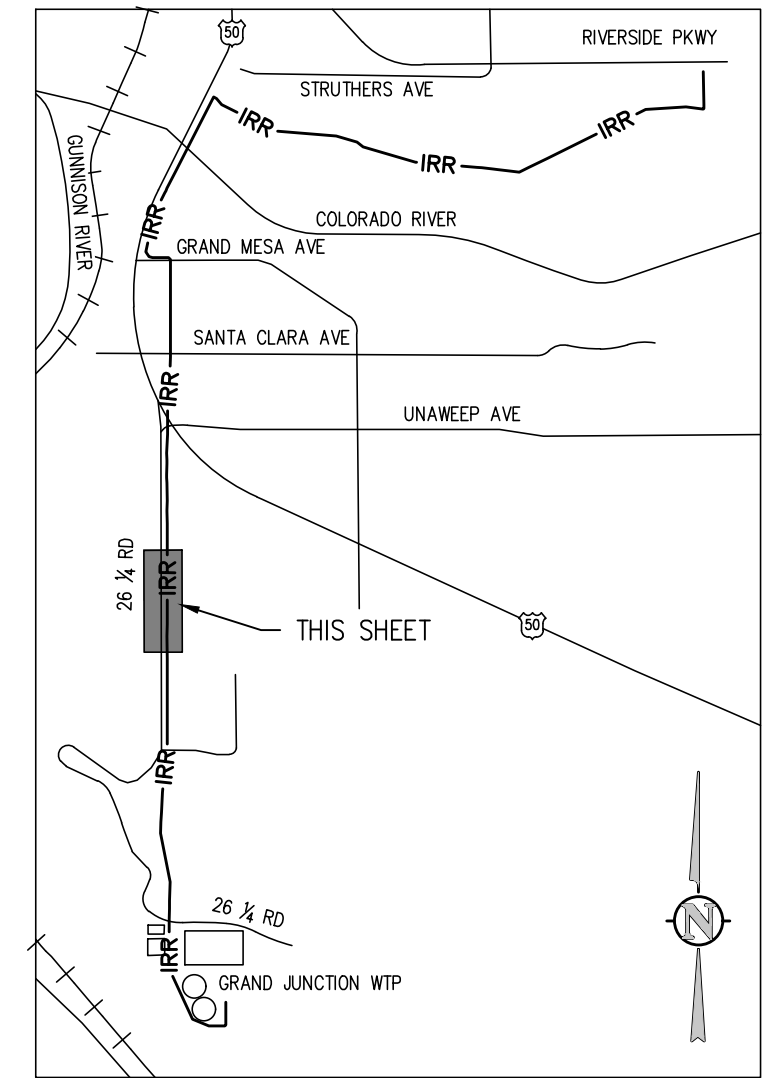 50
RIVERSIDE PKWY
STRUTHERS AVE
IRR
IRR
IRR
GUNNISON RIVER
IRR
COLORADO RIVER
GRAND MESA AVE
SANTA CLARA AVE
IRR
UNAWEEP AVE
26 ¼ RD
IRR
THIS SHEET
50
IRR
26 ¼ RD
N
IRR
GRAND JUNCTION WTP